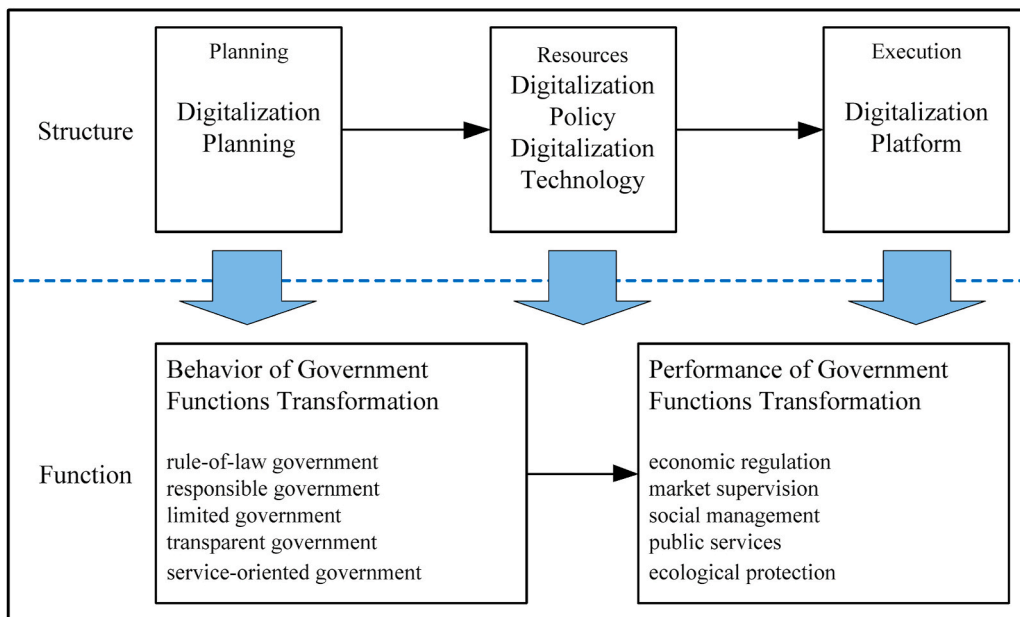 Structure
Planning
Digitalization
Planning
Resources
Digitalization
Policy
Digitalization
Technology
Execution
Digitalization
Platform
Function
Behavior of Government
Functions Transformation
rule-of-law government
responsible government
limited government
transparent government
service-oriented government
Performance of Government
Functions Transformation
economic regulation
market supervision
social management
public services
ecological protection